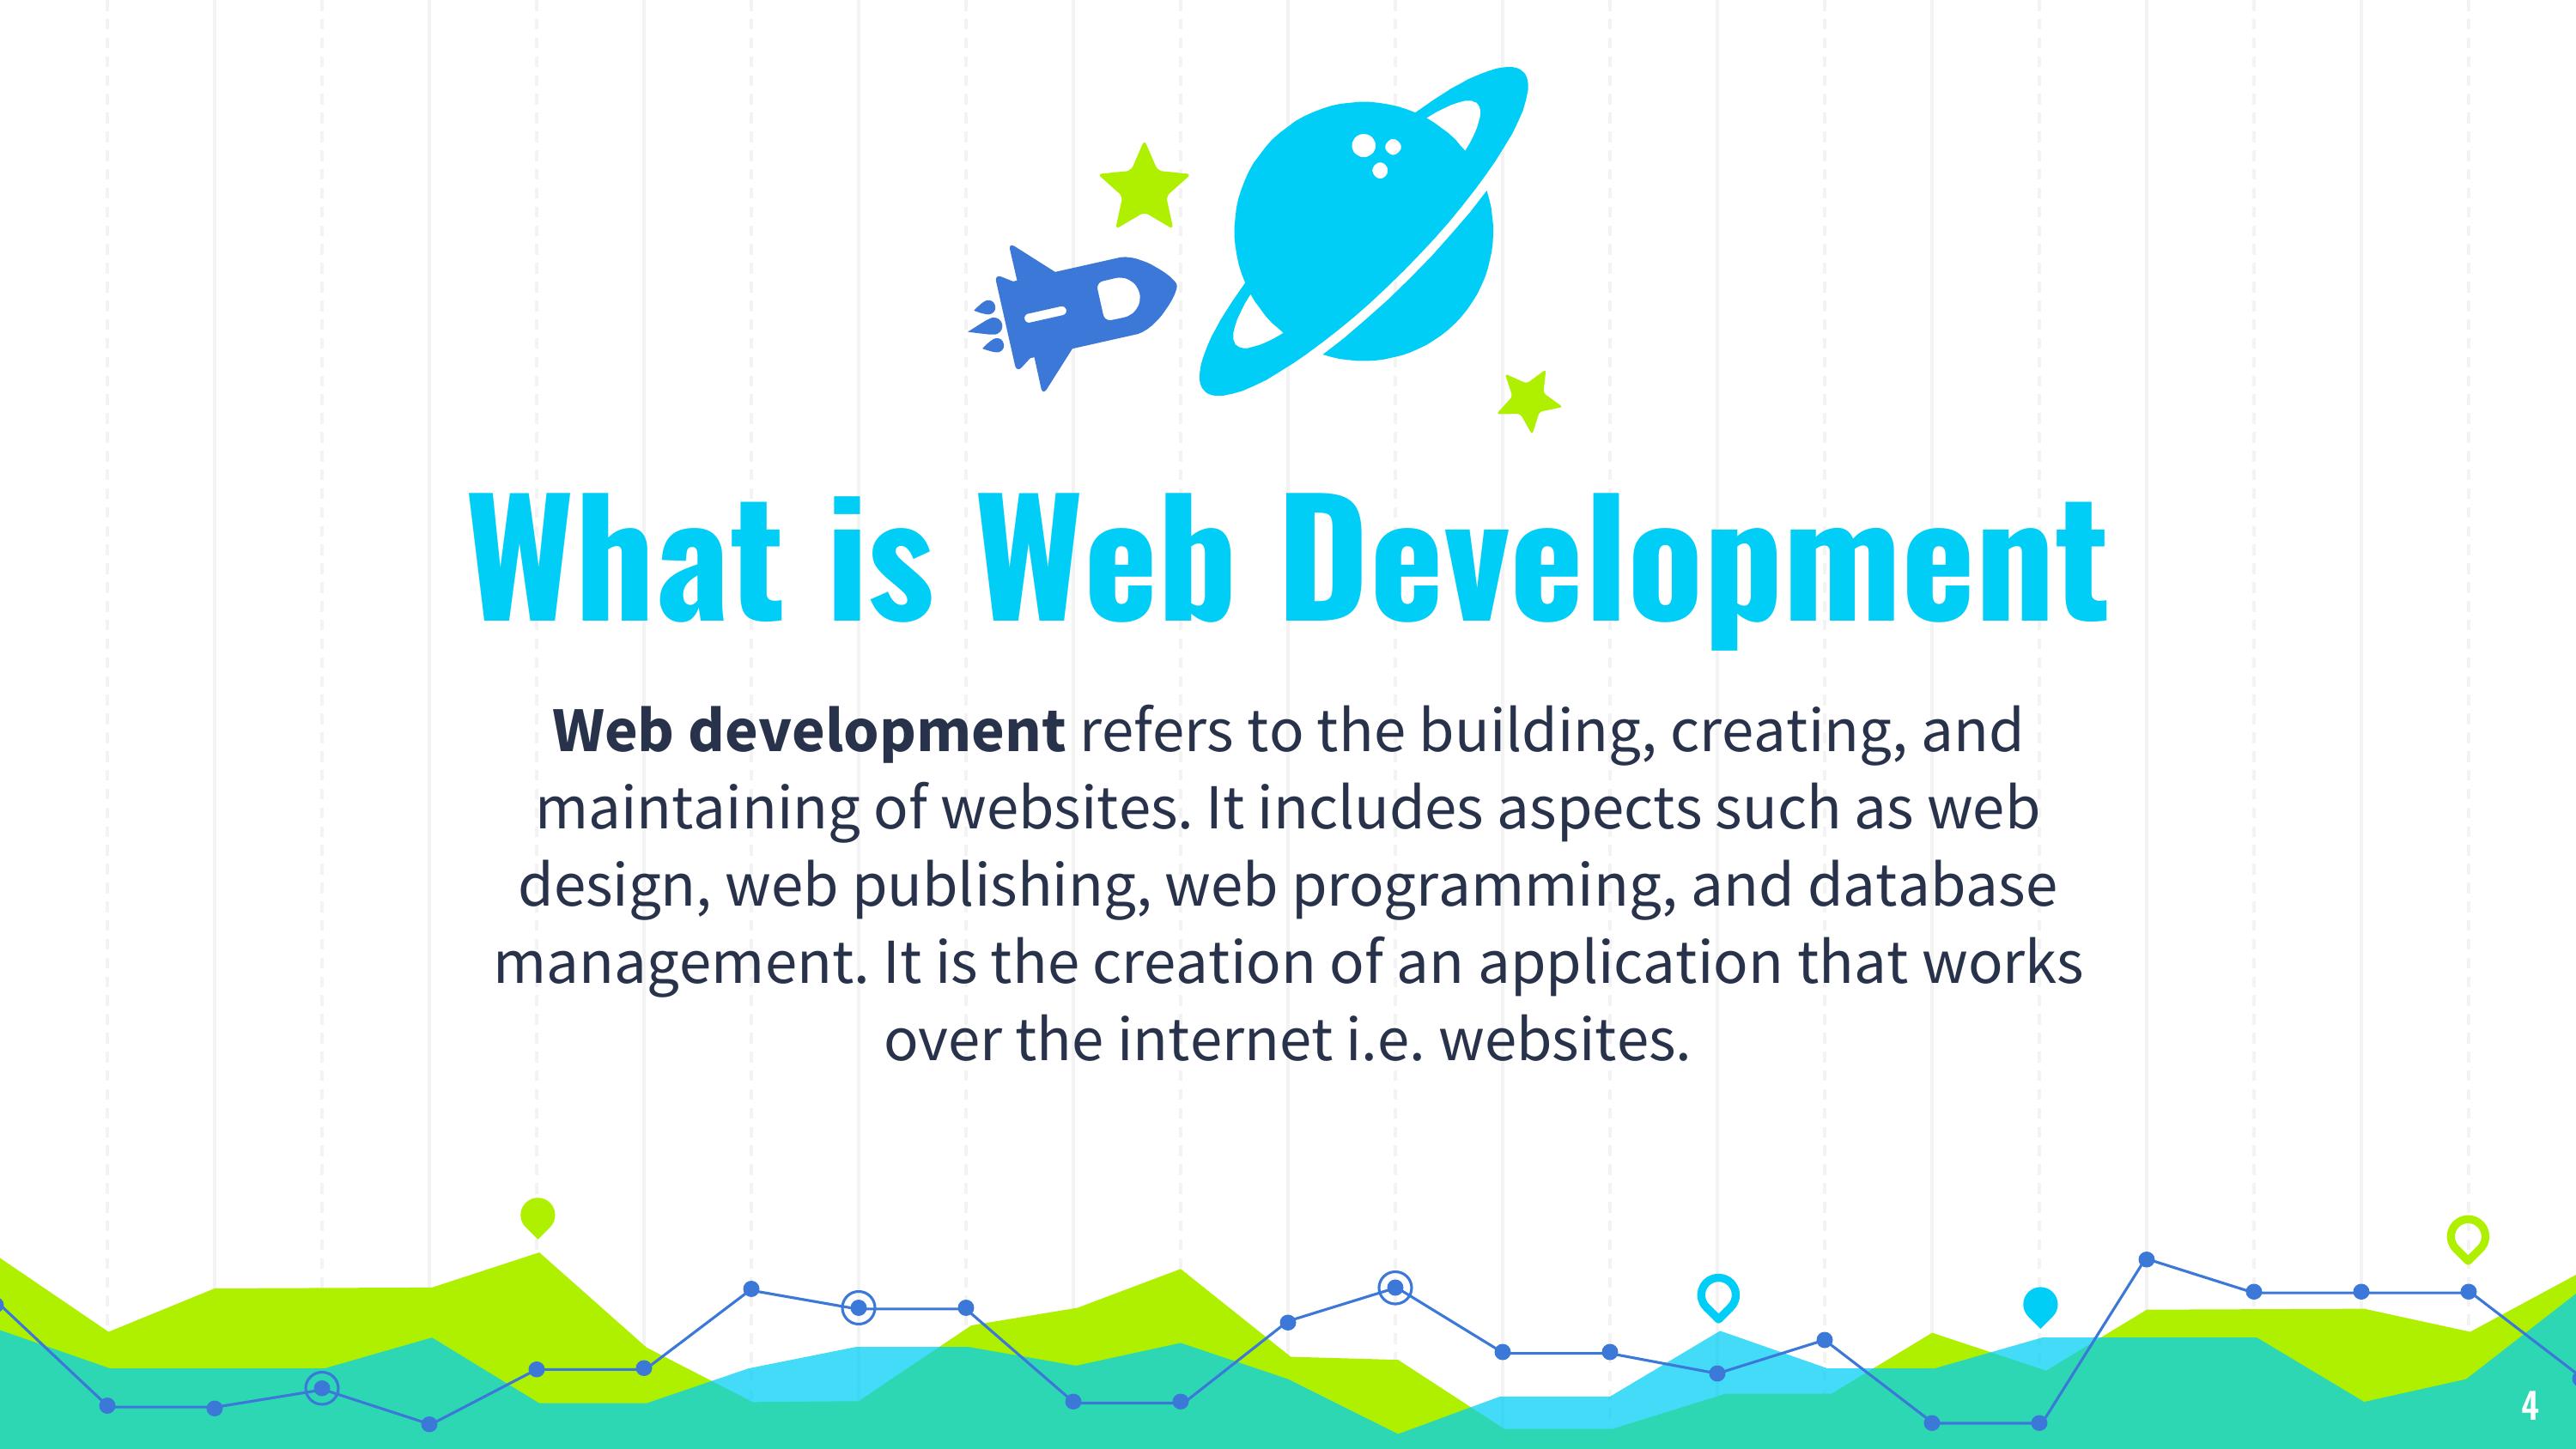 What is Web Development
Web development refers to the building, creating, and
maintaining of websites. It includes aspects such as web
design, web publishing, web programming, and database
management. It is the creation of an application that works
over the internet i.e. websites.
4